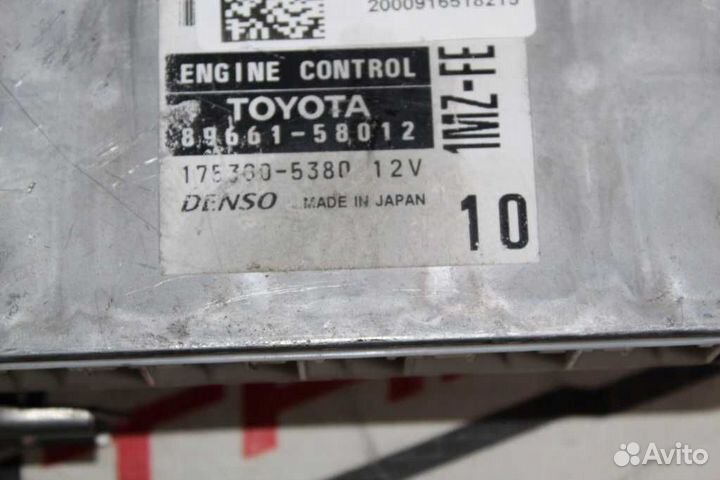 2000916518215
ENGINE CONTROL
TOYOTA
89661-58012
175300-5380 12V
DENSO MADE IN JAPAN
1MZ-FE
10
Avito